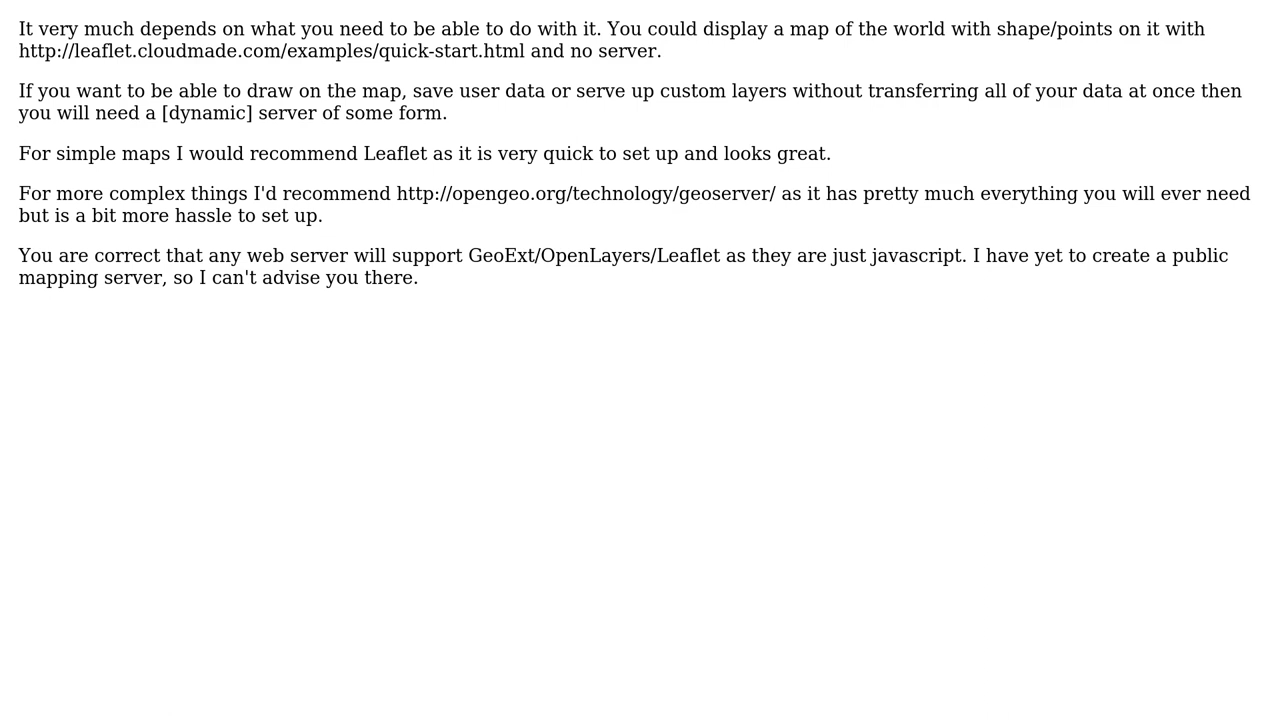 It very much depends on what you need to be able to do with it. You could display a map of the world with shape/points on it with
http://leaflet.cloudmade.com/examples/quick-start.html and no server.
If you want to be able to draw on the map, save user data or serve up custom layers without transferring all of your data at once then
you will need a [dynamic] server of some form.
For simple maps I would recommend Leaflet as it is very quick to set up and looks great.
For more complex things I'd recommend http://opengeo.org/technology/geoserver/ as it has pretty much everything you will ever need
but is a bit more hassle to set up.
You are correct that any web server will support GeoExt/OpenLayers/Leaflet as they are just javascript. I have yet to create a public
mapping server, so I can't advise you there.